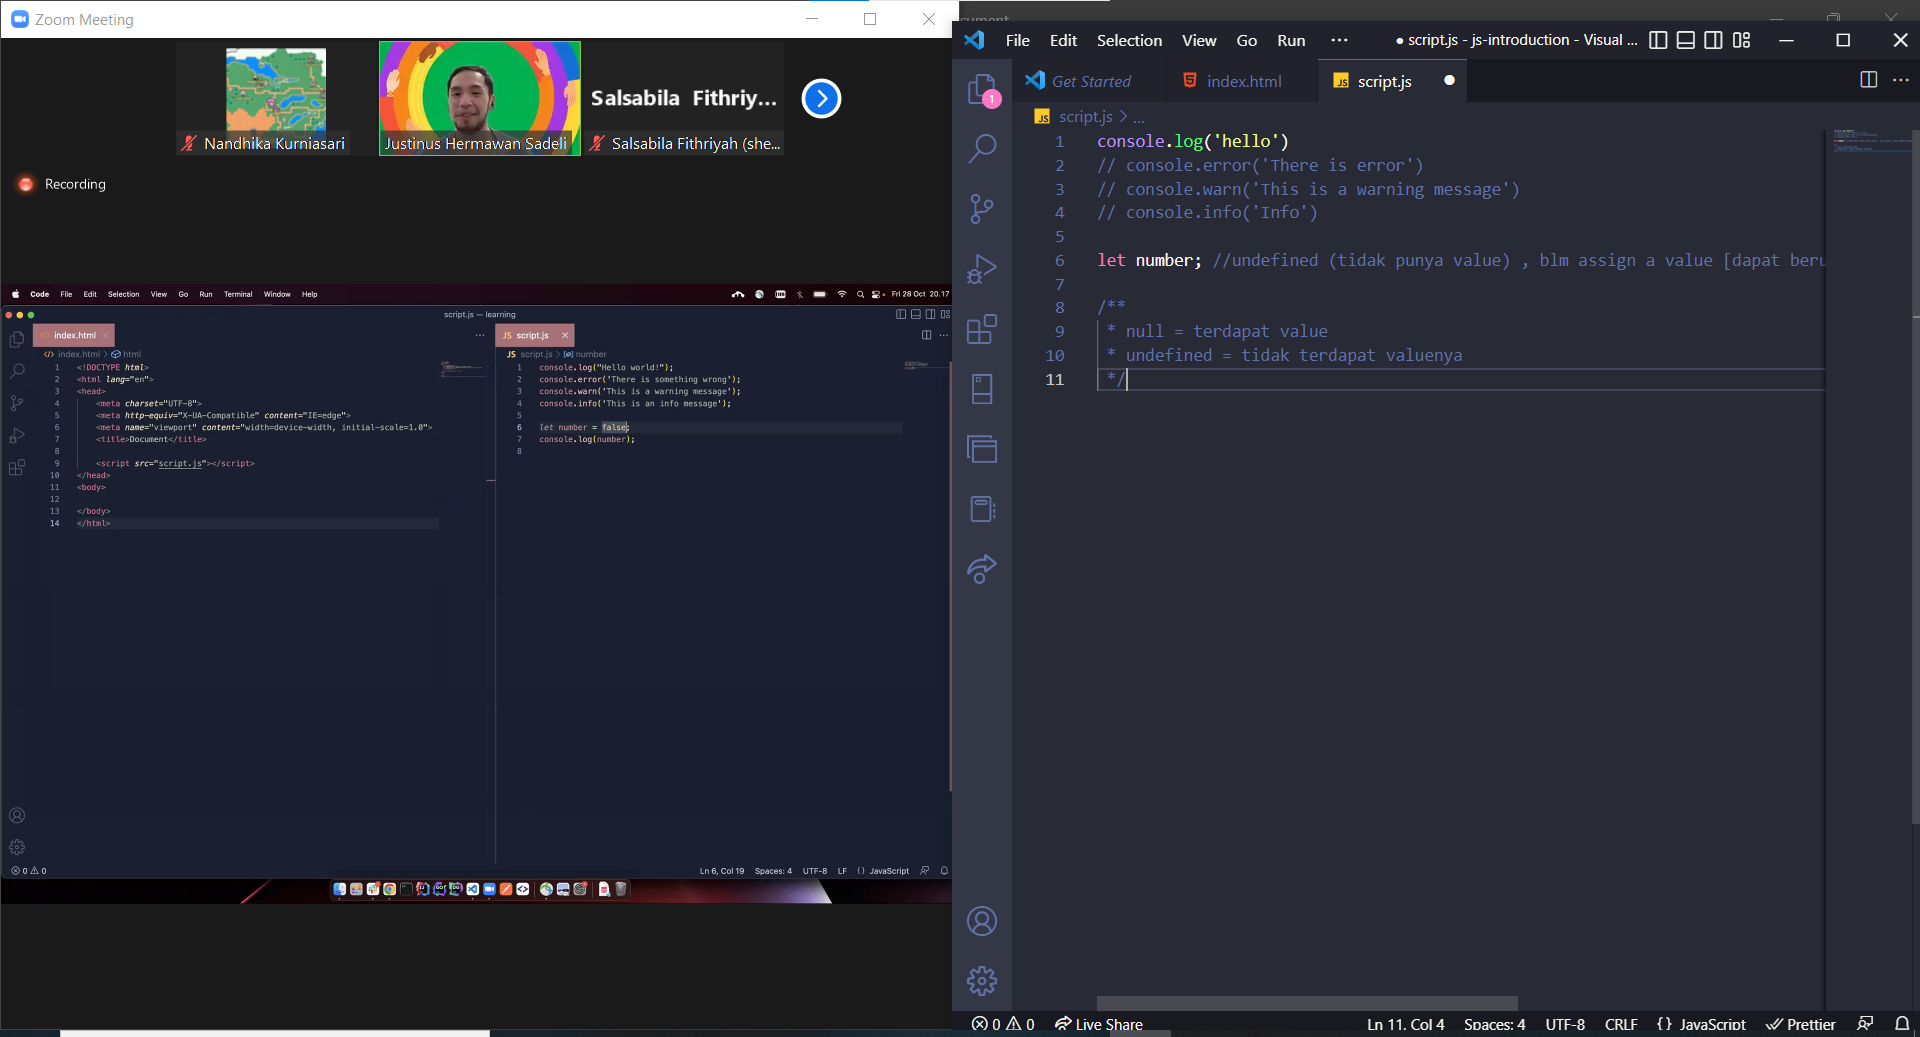 Zoom Meeting
Nandhika Kurniasari
Justinus Hermawan Sadeli
Salsabila Fithriy...
Salsabila Fithriyah (she...
Recording
Code File Edit Selection View Go Run Terminal Window Help
Fri 28 Oct 20.17
script.js — learning
index.html
index.html > html
1 <!DOCTYPE html>
2 <html lang="en">
3 <head>
4 <meta charset="UTF-8">
5 <meta http-equiv="X-UA-Compatible" content="IE=edge">
6 <meta name="viewport" content="width=device-width, initial-scale=1.0">
7 <title>Document</title>
8
9 <script src="script.js"></script>
10 </head>
11 <body>
12
13 </body>
14 </html>
JS script.js
JS script.js > number
1 console.log("Hello world!");
2 console.error('There is something wrong');
3 console.warn('This is a warning message');
4 console.info('This is an info message');
5
6 let number = false;
7 console.log(number);
8
0 0
Ln 6, Col 19 Spaces: 4 UTF-8 LF {} JavaScript
File Edit Selection View Go Run ...
● script.js - js-introduction - Visual ...
1
Get Started
index.html
JS script.js
JS script.js > ...
1 console.log('hello')
2 // console.error('There is error')
3 // console.warn('This is a warning message')
4 // console.info('Info')
5
6 let number; //undefined (tidak punya value) , blm assign a value [dapat beru
7
8 /**
9 * null = terdapat value
10 * undefined = tidak terdapat valuenya
11 */
0 0 Live Share
Ln 11, Col 4 Spaces: 4 UTF-8 CRLF {} JavaScript Prettier